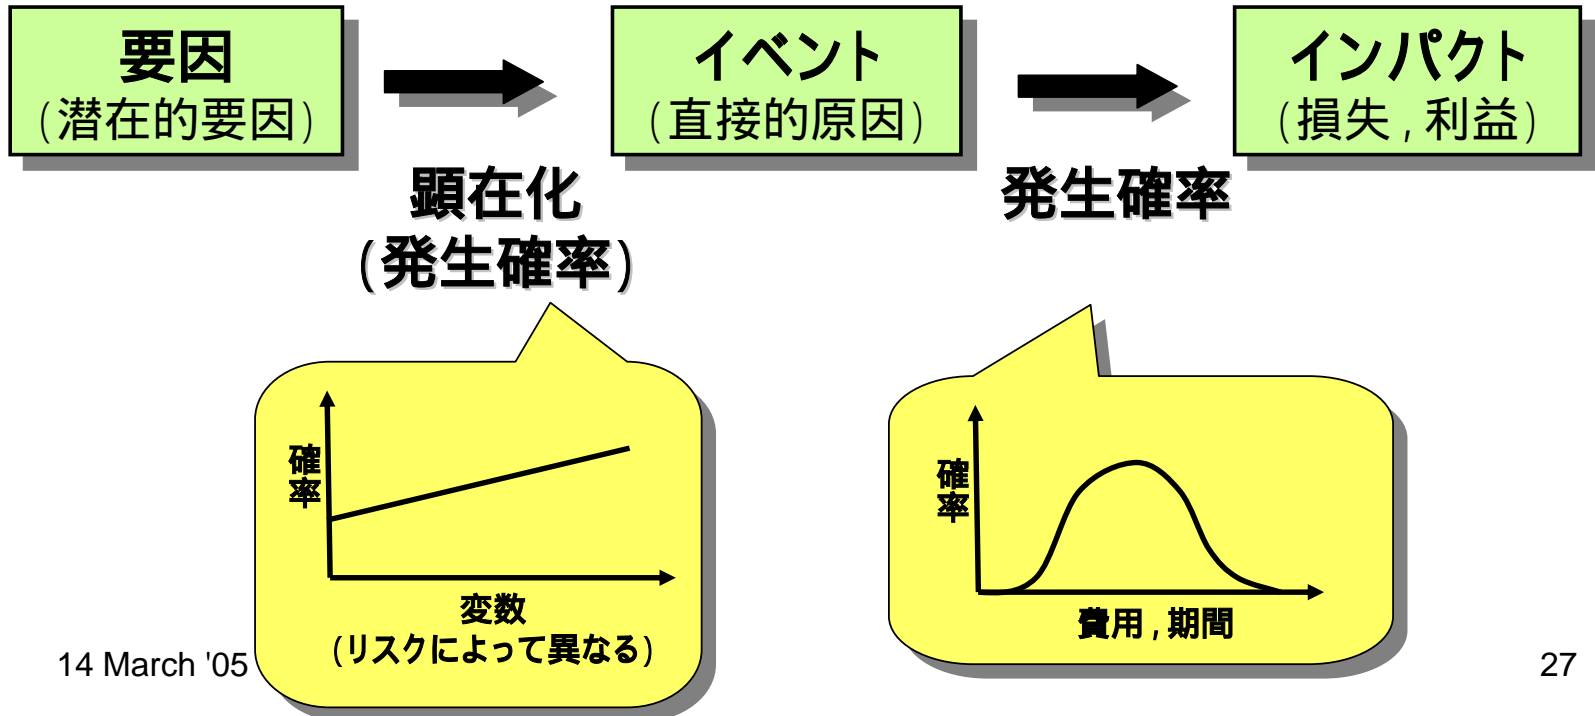 要因
(潜在的要因)
イベント
(直接的原因)
インパクト
(損失,利益)
顕在化
(発生確率)
発生確率
確率
変数
(リスクによって異なる)
確率
費用,期間
14 March '05
27